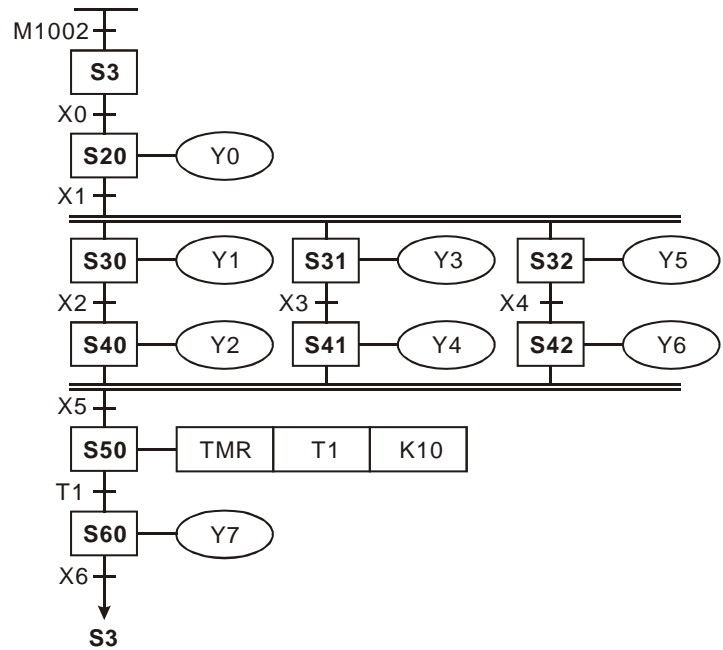 M1002
S3
X0
S20 Y0
X1
S30 Y1 S31 Y3 S32 Y5
X2 X3 X4
S40 Y2 S41 Y4 S42 Y6
X5
S50 TMR T1 K10
T1
S60 Y7
X6
S3